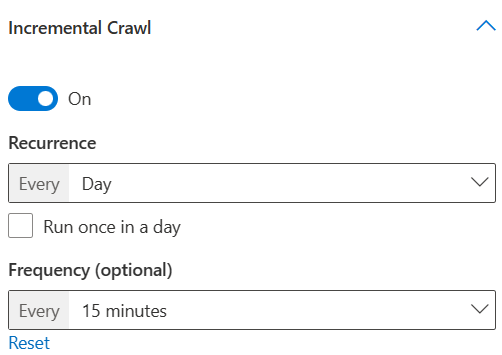 Incremental Crawl
On
Recurrence
Every Day
Run once in a day
Frequency (optional)
Every 15 minutes
Reset